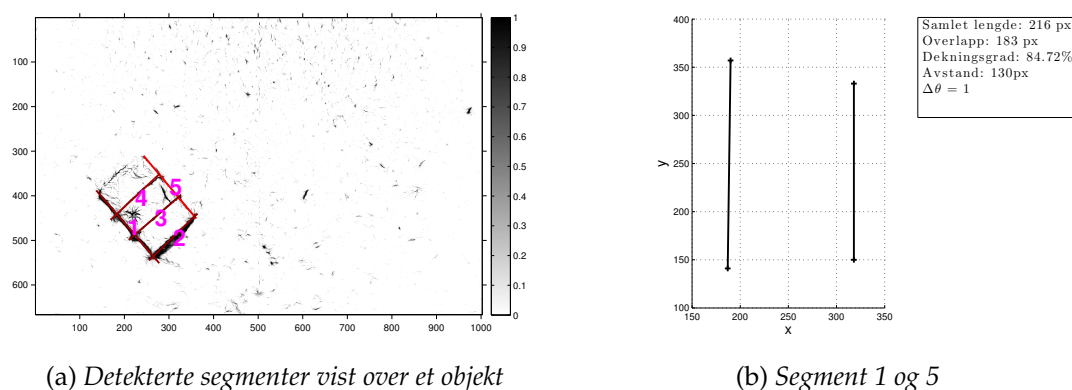 100
200
300
400
500
600
100 200 300 400 500 600 700 800 900 1000
1
0.9
0.8
0.7
0.6
0.5
0.4
0.3
0.2
0.1
0
5
4
3
1
2
(a) Detekterte segmenter vist over et objekt
400
350
300
250
200
150
100
150 200 250 300 350
y
x
Samlet lengde: 216 px
Overlapp: 183 px
Dekningsgrad: 84.72%
Avstand: 130px
Δθ = 1
(b) Segment 1 og 5